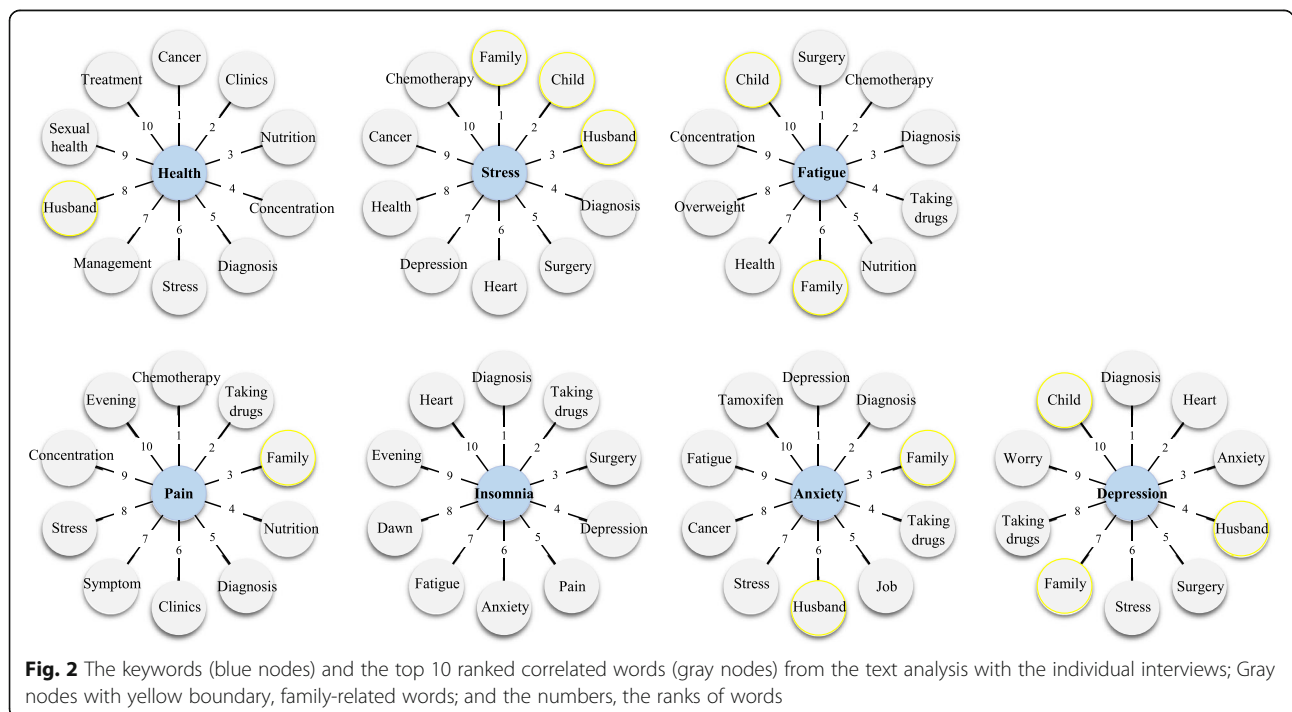 Cancer
1
Clinics
2
Nutrition
3
Concentration
4
Diagnosis
5
Stress
6
Management
7
Husband
8
Sexual
health
9
Treatment
10
Health
Family
1
Child
2
Husband
3
Diagnosis
4
Surgery
5
Heart
6
Depression
7
Health
8
Cancer
9
Chemotherapy
10
Stress
Surgery
1
Chemotherapy
2
Diagnosis
3
Taking
drugs
4
Nutrition
5
Family
6
Health
7
Overweight
8
Concentration
9
Child
10
Fatigue
Chemotherapy
1
Taking
drugs
2
Family
3
Nutrition
4
Diagnosis
5
Clinics
6
Symptom
7
Stress
8
Concentration
9
Evening
10
Pain
Diagnosis
1
Taking
drugs
2
Surgery
3
Depression
4
Pain
5
Anxiety
6
Fatigue
7
Dawn
8
Evening
9
Heart
10
Insomnia
Depression
1
Diagnosis
2
Family
3
Taking
drugs
4
Job
5
Husband
6
Stress
7
Cancer
8
Fatigue
9
Tamoxifen
10
Anxiety
Diagnosis
1
Heart
2
Anxiety
3
Husband
4
Surgery
5
Stress
6
Family
7
Taking
drugs
8
Worry
9
Child
10
Depression
Fig. 2 The keywords (blue nodes) and the top 10 ranked correlated words (gray nodes) from the text analysis with the individual interviews; Gray
nodes with yellow boundary, family-related words; and the numbers, the ranks of words